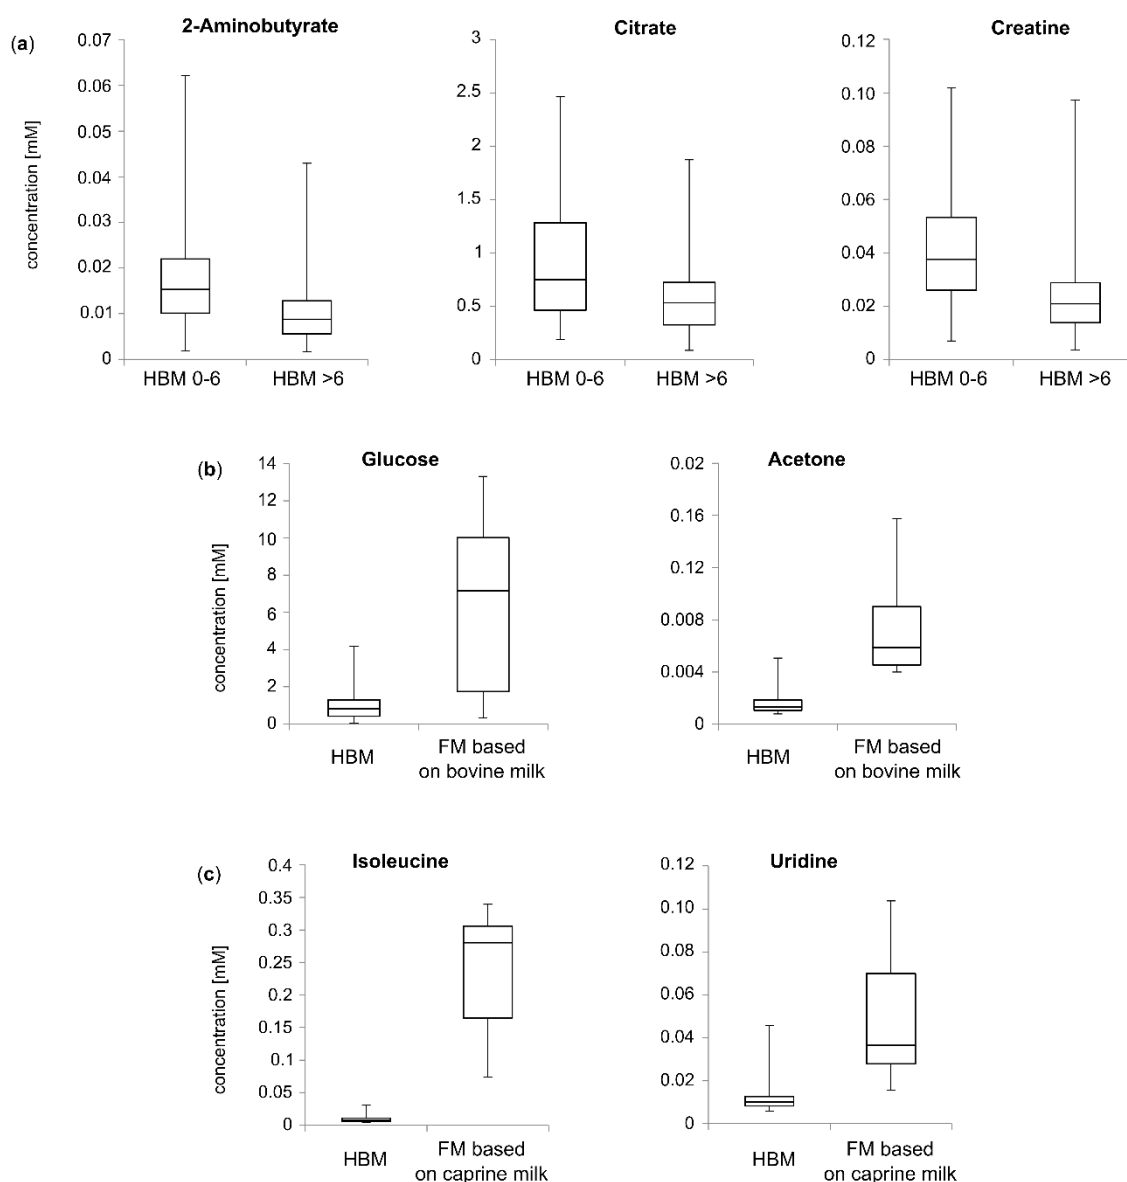 (a)
2-Aminobutyrate
Citrate
Creatine
concentration [mM]
0.07
0.06
0.05
0.04
0.03
0.02
0.01
0
HBM 0-6
HBM >6
3
2.5
2
1.5
1
0.5
0
HBM 0-6
HBM >6
0.12
0.10
0.08
0.06
0.04
0.02
0
HBM 0-6
HBM >6
(b)
Glucose
Acetone
concentration [mM]
14
12
10
8
6
4
2
0
HBM
FM based
on bovine milk
0.02
0.16
0.012
0.008
0.004
0
HBM
FM based
on bovine milk
(c)
Isoleucine
Uridine
concentration [mM]
0.4
0.35
0.3
0.25
0.2
0.15
0.1
0.05
0
HBM
FM based
on caprine milk
0.12
0.10
0.08
0.06
0.04
0.02
0
HBM
FM based
on caprine milk